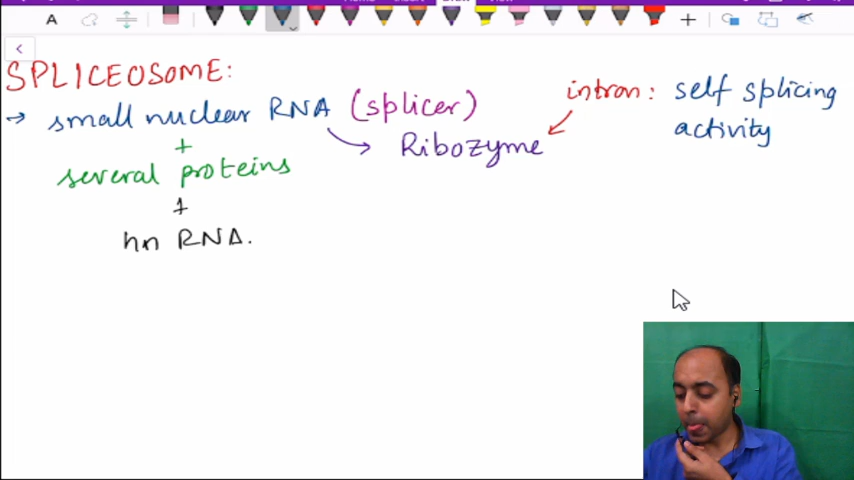 SPLICEOSOME:
→ small nuclear RNA (splicer)
intron: self splicing
activity
Ribozyme
+
several proteins
+
hn RNA.